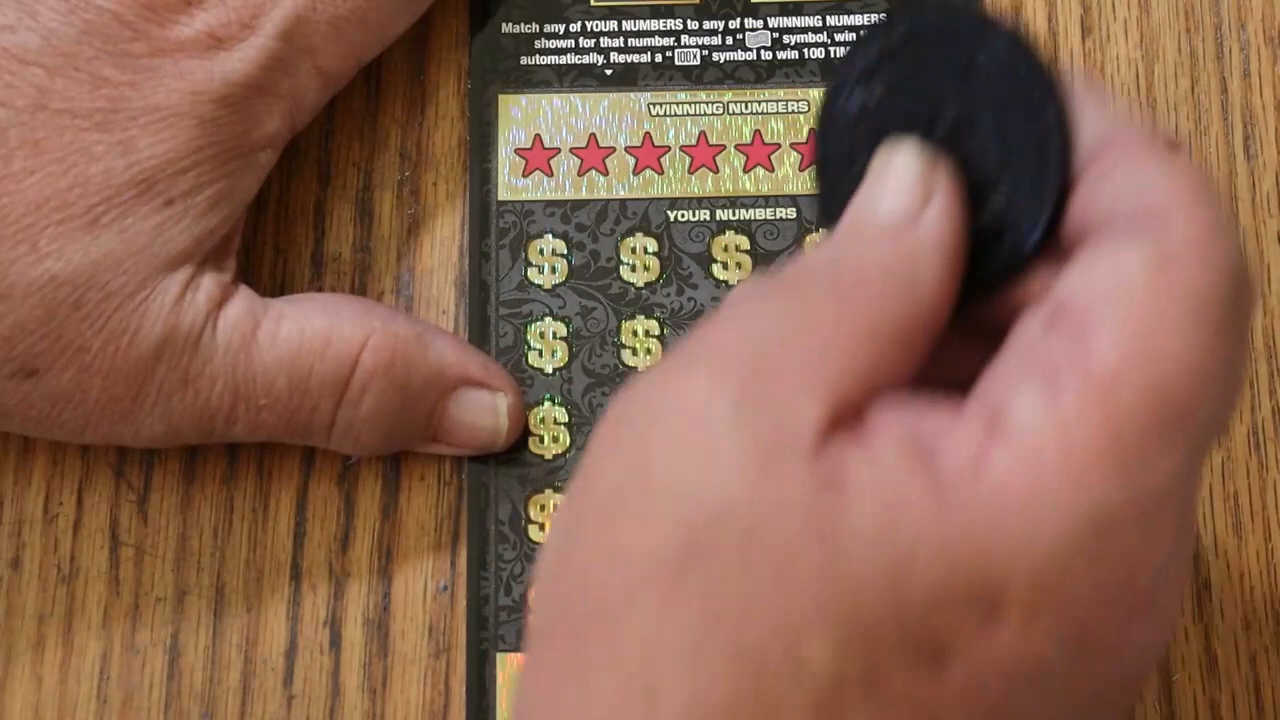 Match any of YOUR NUMBERS to any of the WINNING NUMBERS
shown for that number. Reveal a " " symbol, win
automatically. Reveal a " 100X " symbol to win 100
WINNING NUMBERS
YOUR NUMBERS
$ $ $
$ $
$
$